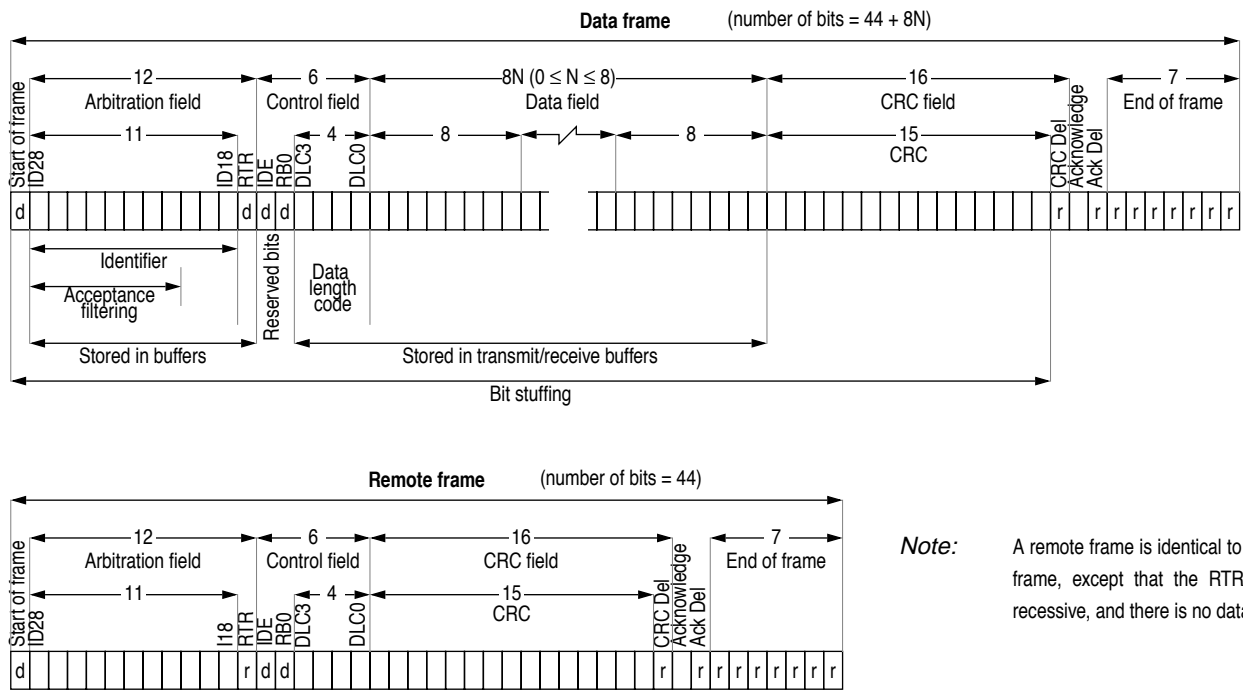 Data frame (number of bits = 44 + 8N)
12 6 8N (0 ≤ N ≤ 8) 16 7
Arbitration field Control field Data field CRC field End of frame
11 4 8 8 15
CRC
Start of frame
ID28
ID18
RTR
IDE
RB0
DLC3
DLC0
CRC Del
Acknowledge
Ack Del
d d d d r r r r r r r r r
Identifier
Acceptance
filtering
Reserved bits
Data
length
code
Stored in buffers Stored in transmit/receive buffers
Bit stuffing
Remote frame (number of bits = 44)
12 6 16 7
Arbitration field Control field CRC field End of frame
11 4 15
CRC
Start of frame
ID28
I18
RTR
IDE
RB0
DLC3
DLC0
CRC Del
Acknowledge
Ack Del
d r d d r r r r r r r r r
Note: A remote frame is identical to
frame, except that the RTR
recessive, and there is no data